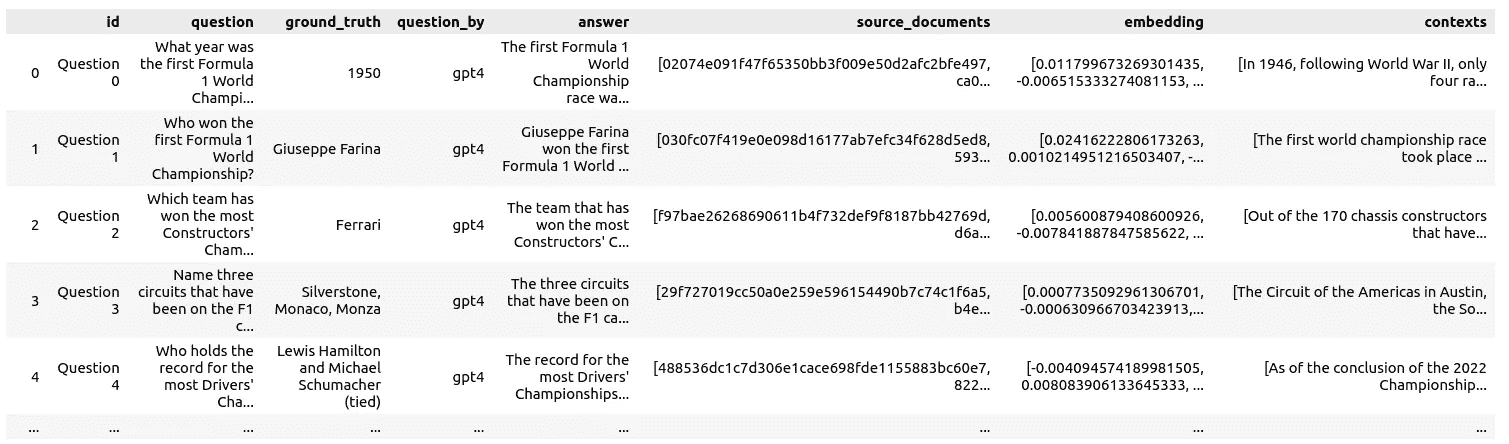 id question ground_truth question_by answer source_documents embedding contexts
0 Question 0 What year was the first Formula 1 World Champi... 1950 gpt4 The first Formula 1 World Championship race wa... [02074e091f47f65350bb3f009e50d2afc2bfe497, ca0... [0.011799673269301435, -0.006515333274081153, ... [In 1946, following World War II, only four ra...
1 Question 1 Who won the first Formula 1 World Championship? Giuseppe Farina gpt4 Giuseppe Farina won the first Formula 1 World ... [030fc07f419e0e098d16177ab7efc34f628d5ed8, 593... [0.02416222806173263, 0.0010214951216503407, -... [The first world championship race took place ...
2 Question 2 Which team has won the most Constructors' Cham... Ferrari gpt4 The team that has won the most Constructors' C... [f97bae26268690611b4f732def9f8187bb42769d, d6a... [0.005600879408600926, -0.007841887847585622, ... [Out of the 170 chassis constructors that have...
3 Question 3 Name three circuits that have been on the F1 c... Silverstone, Monaco, Monza gpt4 The three circuits that have been on the F1 ca... [29f727019cc50a0e259e596154490b7c74c1f6a5, b4e... [0.0007735092961306701, -0.000630966703423913,... [The Circuit of the Americas in Austin, the So...
4 Question 4 Who holds the record for the most Drivers' Cha... Lewis Hamilton and Michael Schumacher (tied) gpt4 The record for the most Drivers' Championships... [488536dc1c7d306e1cace698fde1155883bc60e7, 822... [-0.004094574189981505, 0.008083906133645333, ... [As of the conclusion of the 2022 Championship...
... ... ... ... ... ... ... ... ...